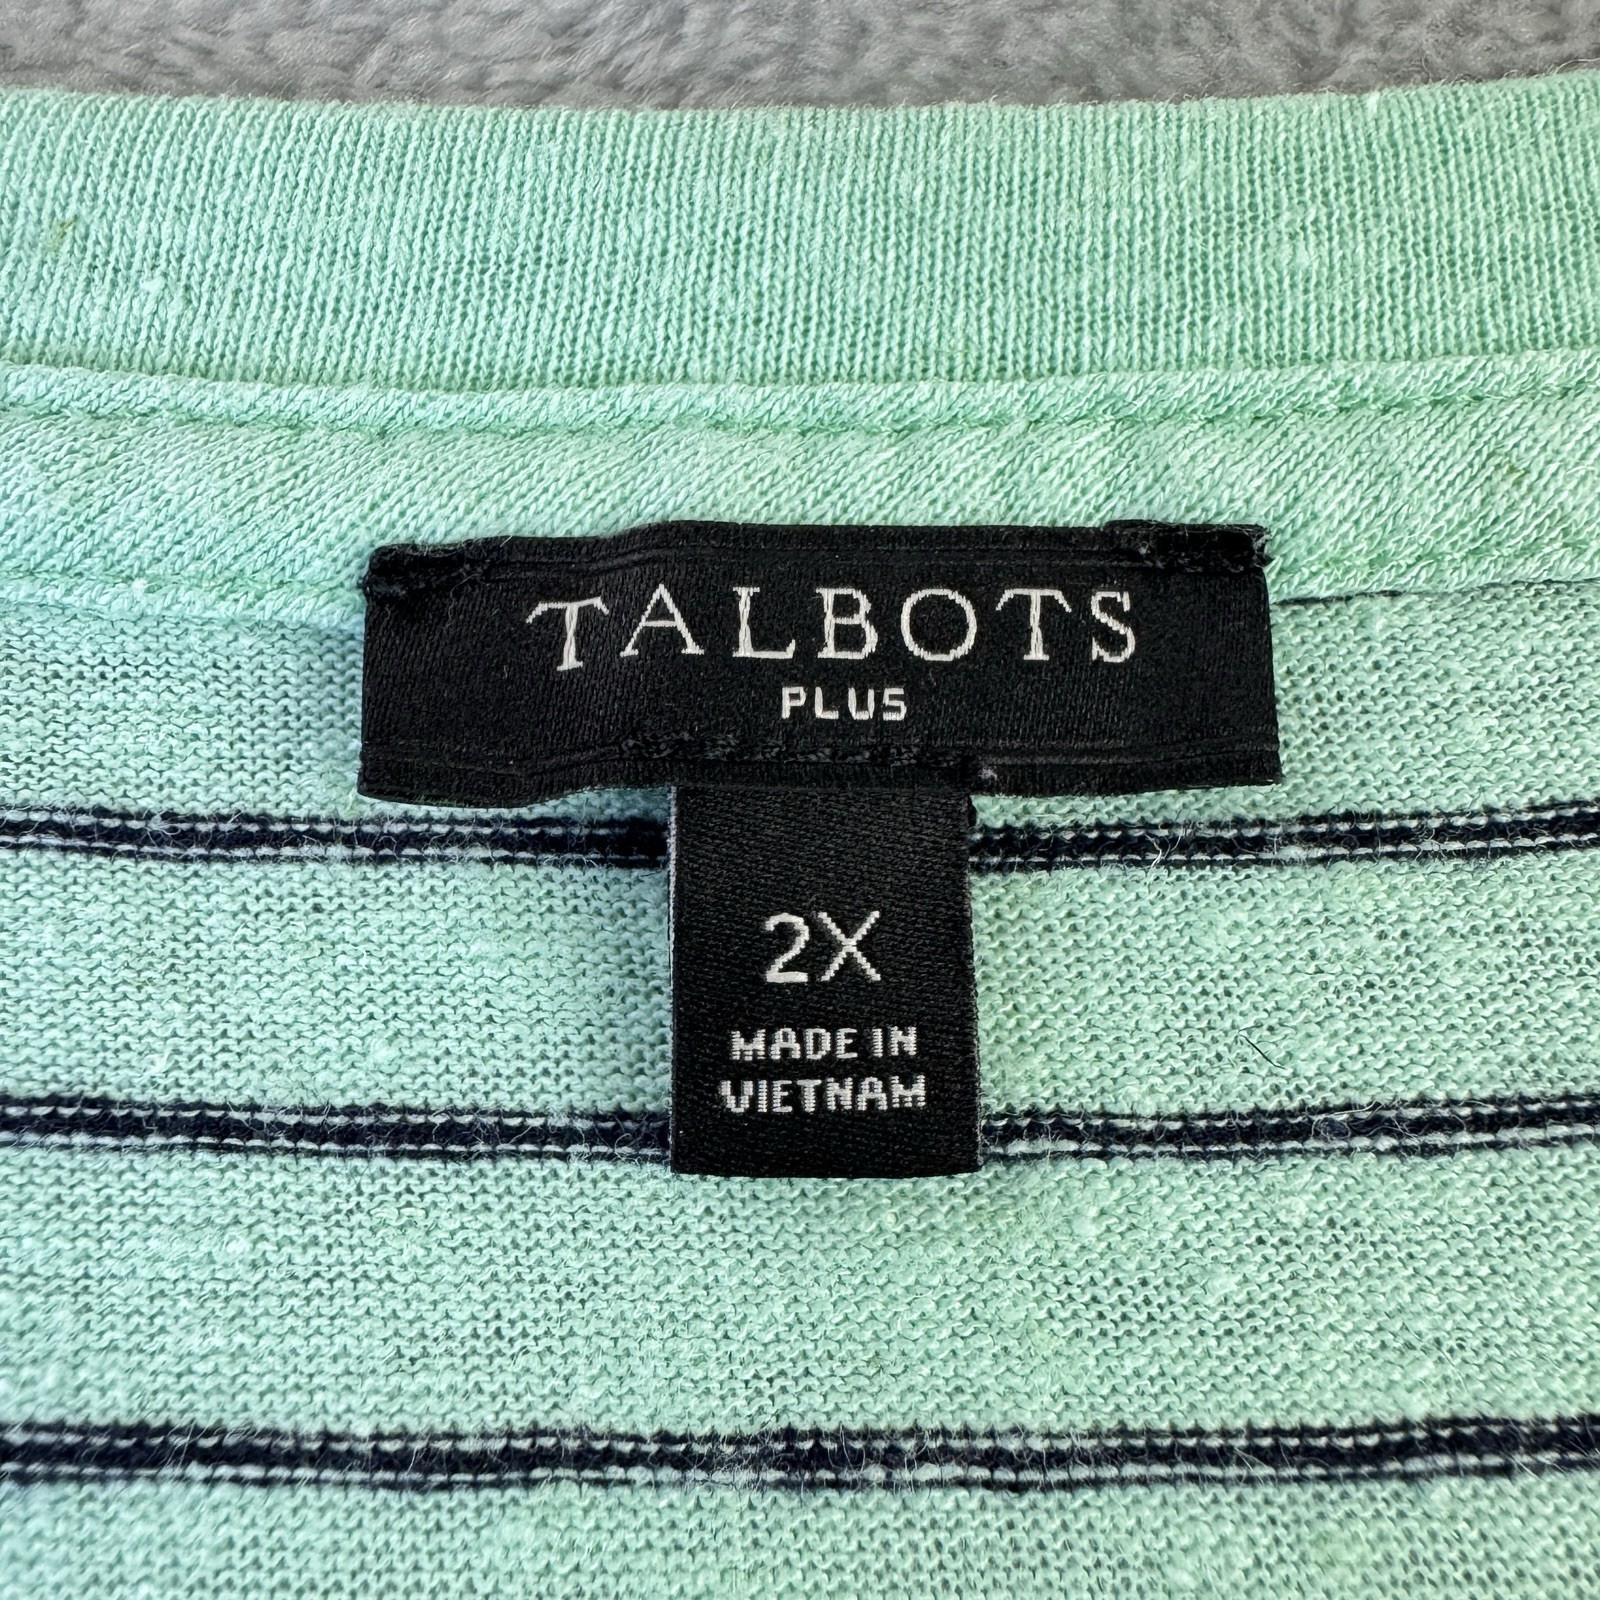 TALBOTS
PLUS
2X
MADE IN
VIETNAM